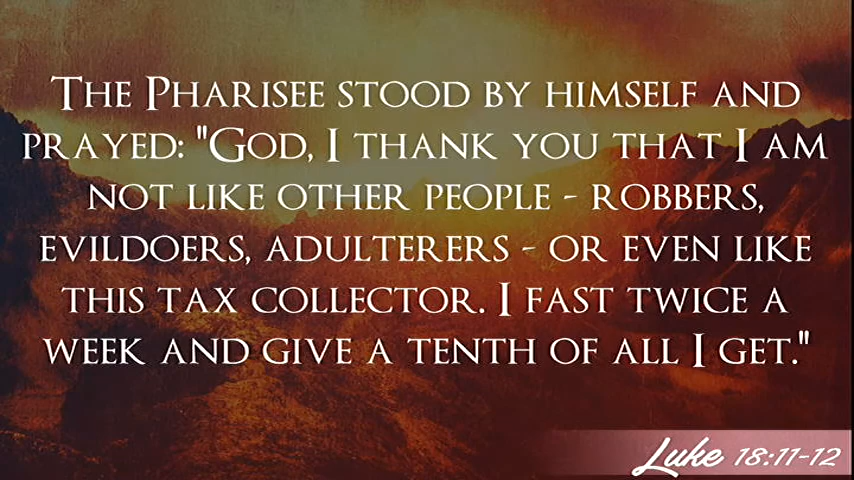 The Pharisee stood by himself and
prayed: "God, I thank you that I am
not like other people - robbers,
evildoers, adulterers - or even like
this tax collector. I fast twice a
week and give a tenth of all I get."
Luke 18:11-12